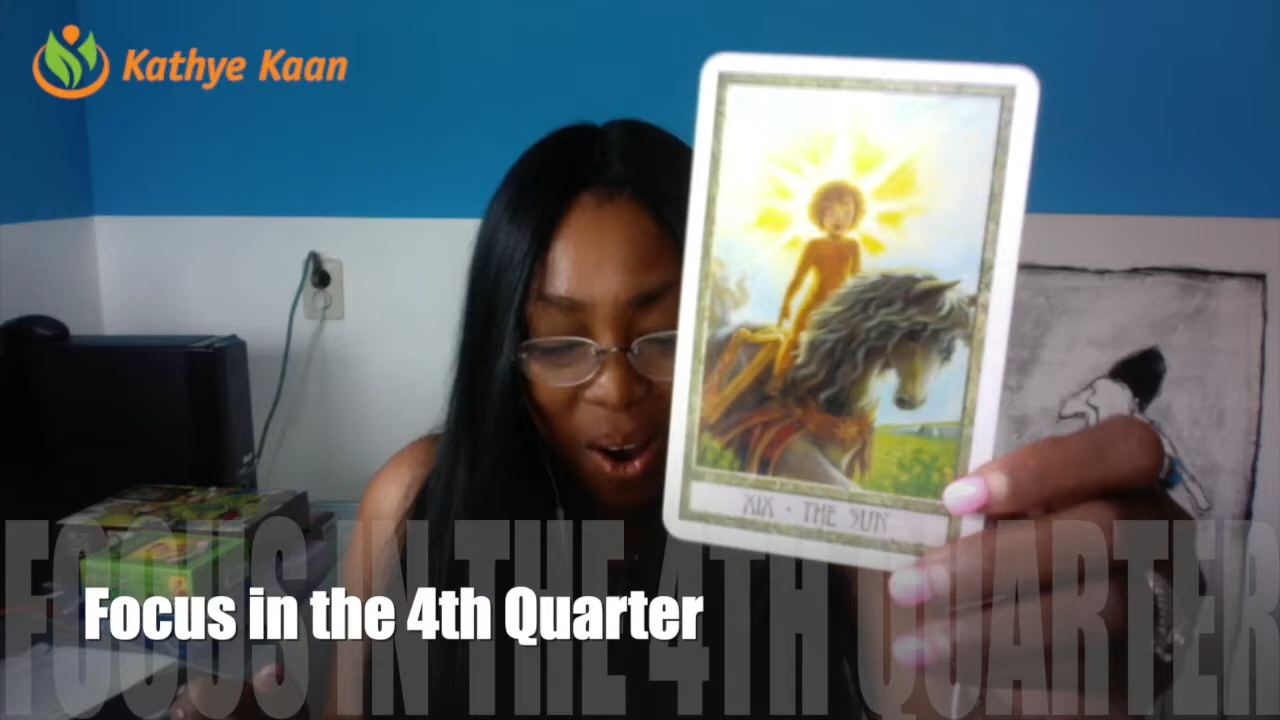 Kathye Kaan
XIX · THE SUN
FOCUS IN THE 4TH QUARTER
Focus in the 4th Quarter